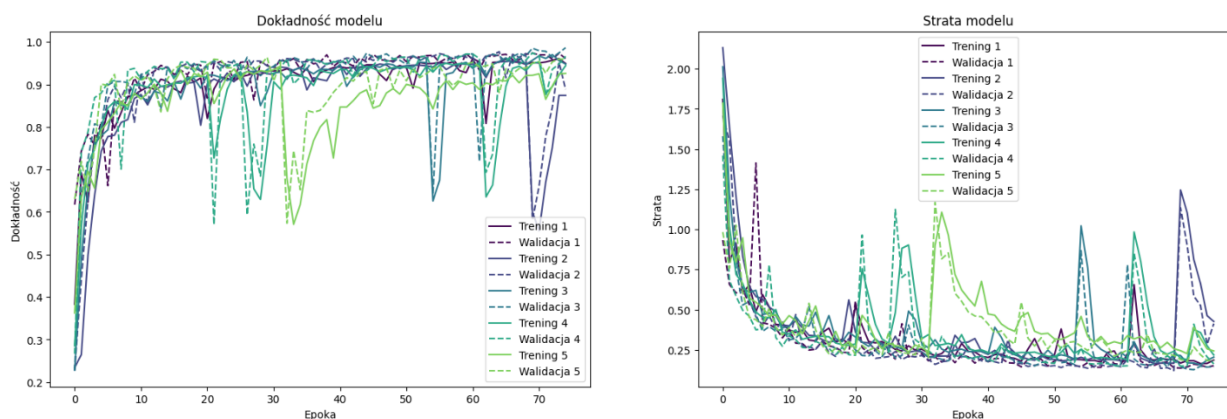 Dokładność modelu
1.0
0.9
0.8
0.7
0.6
0.5
0.4
0.3
0.2
Dokładność
0
10
20
30
40
50
60
70
Epoka
Trening 1
Walidacja 1
Trening 2
Walidacja 2
Trening 3
Walidacja 3
Trening 4
Walidacja 4
Trening 5
Walidacja 5
Strata modelu
2.00
1.75
1.50
1.25
1.00
0.75
0.50
0.25
Strata
0
10
20
30
40
50
60
70
Epoka
Trening 1
Walidacja 1
Trening 2
Walidacja 2
Trening 3
Walidacja 3
Trening 4
Walidacja 4
Trening 5
Walidacja 5